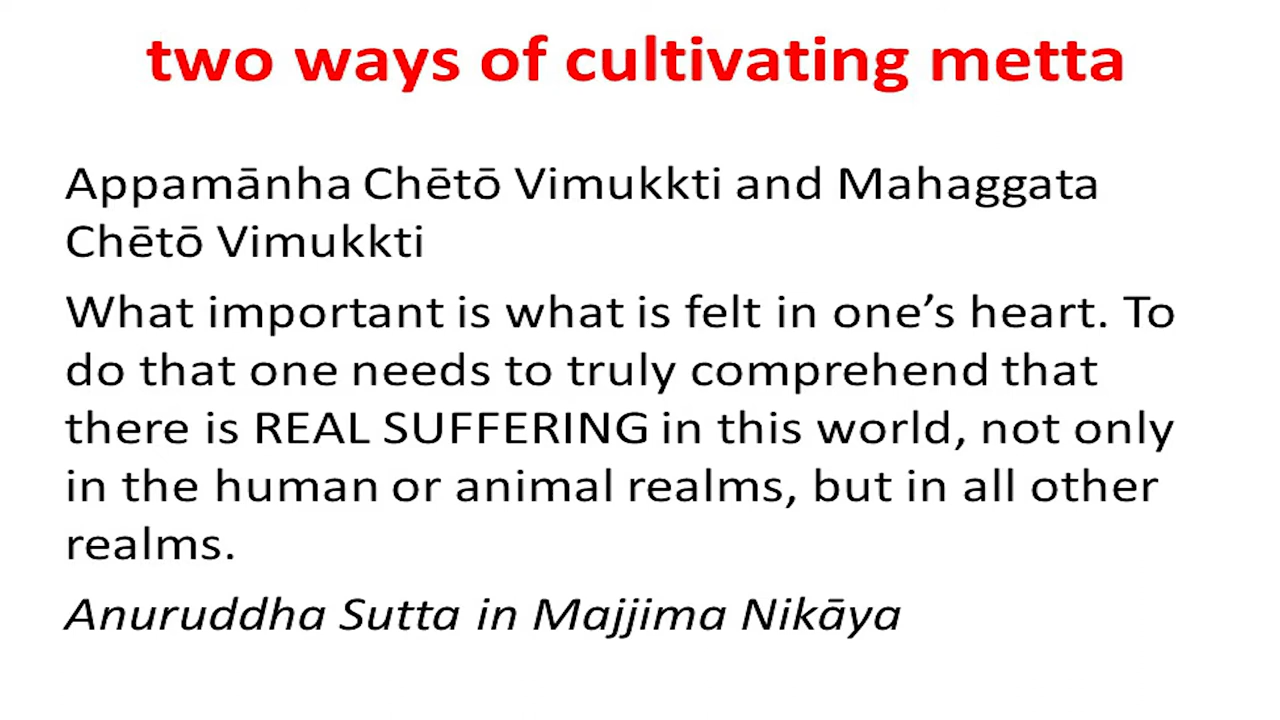 two ways of cultivating metta
Appamānha Chētō Vimukkti and Mahaggata
Chētō Vimukkti
What important is what is felt in one’s heart. To
do that one needs to truly comprehend that
there is REAL SUFFERING in this world, not only
in the human or animal realms, but in all other
realms.
Anuruddha Sutta in Majjima Nikāya